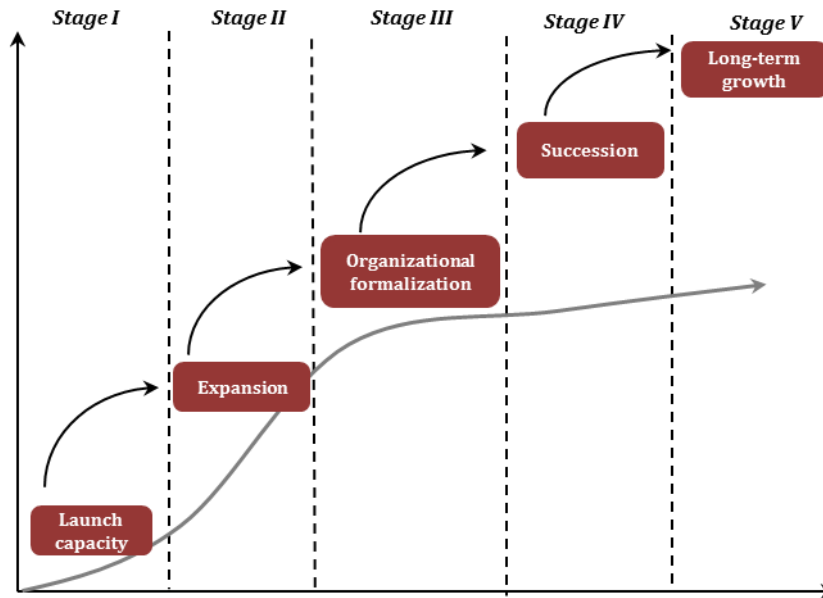 Stage I
Stage II
Stage III
Stage IV
Stage V
Long-term
growth
Succession
Organizational
formalization
Expansion
Launch
capacity